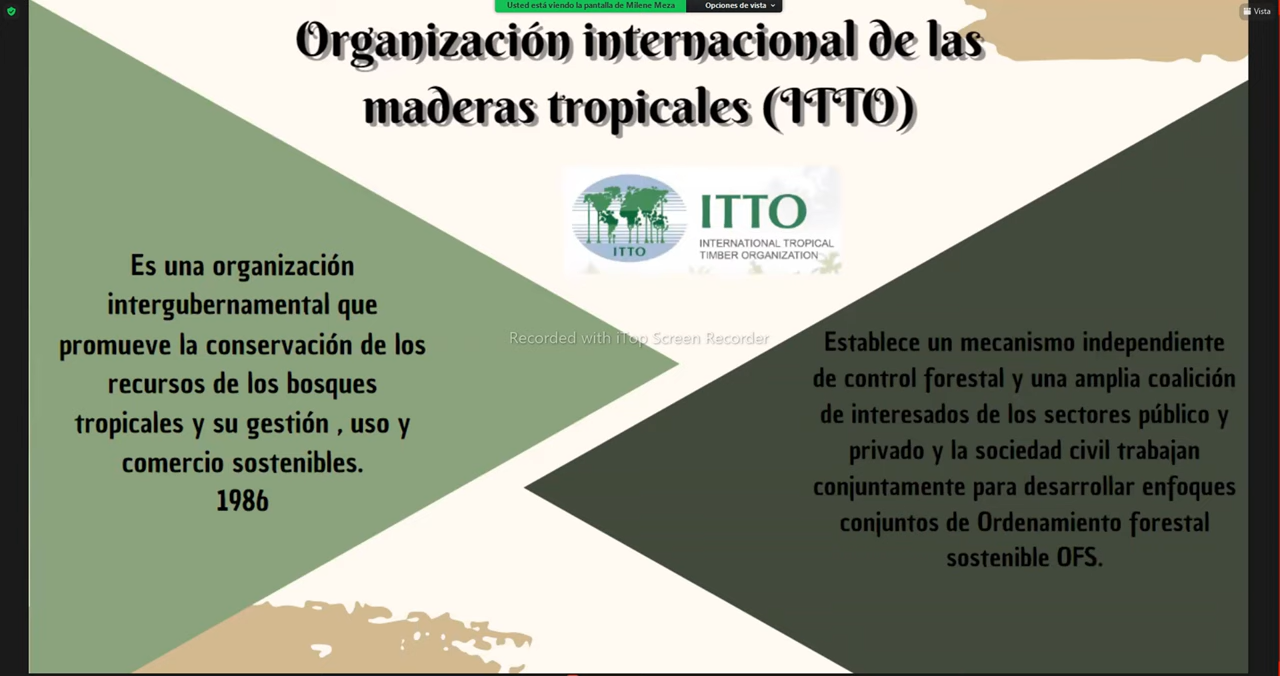 Usted está viendo la pantalla de Milene Meza
Opciones de vista
Vista
Organización internacional de las
maderas tropicales (ITTO)
ITTO
ITTO
INTERNATIONAL TROPICAL
TIMBER ORGANIZATION
Es una organización
intergubernamental que
promueve la conservación de los
recursos de los bosques
tropicales y su gestión , uso y
comercio sostenibles.
1986
Recorded with iTop Screen Recorder
Establece un mecanismo independiente
de control forestal y una amplia coalición
de interesados de los sectores público y
privado y la sociedad civil trabajan
conjuntamente para desarrollar enfoques
conjuntos de Ordenamiento forestal
sostenible OFS.